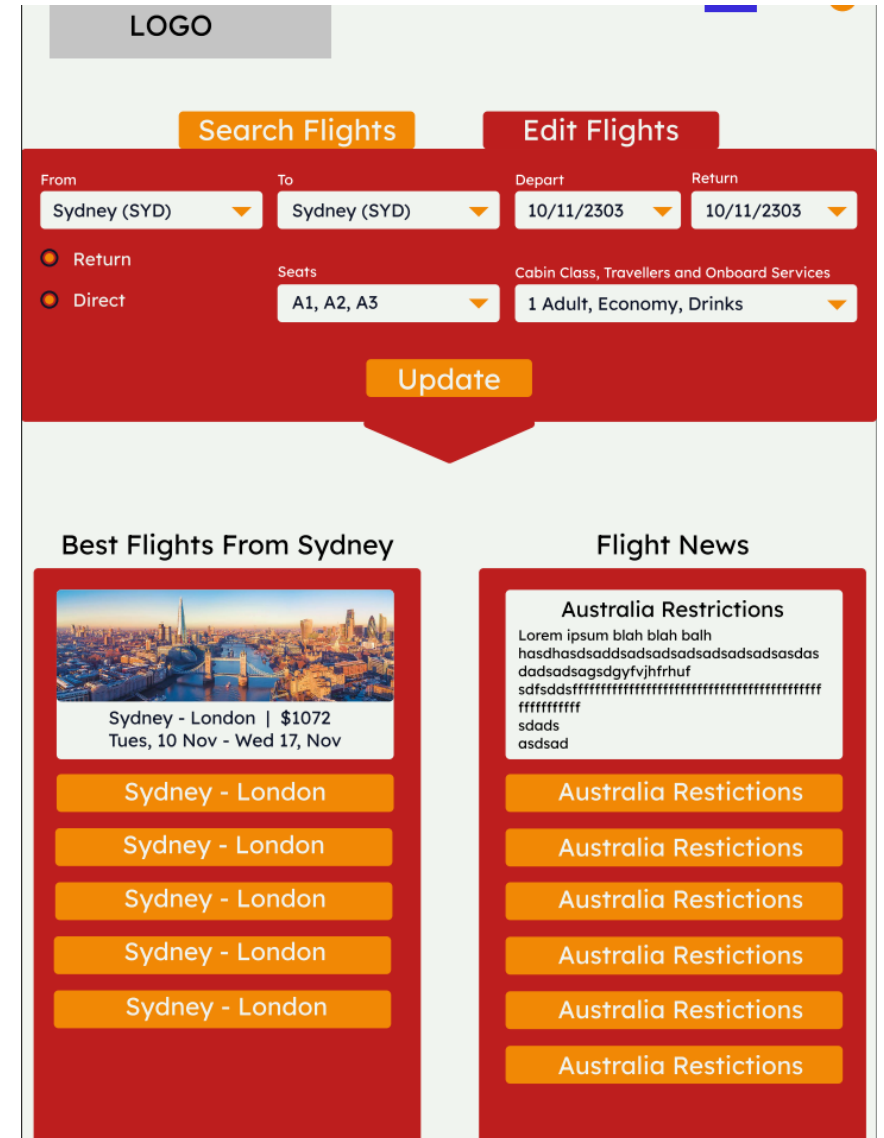 LOGO
Search Flights
Edit Flights
From
To
Depart
Return
Sydney (SYD)
Sydney (SYD)
10/11/2303
10/11/2303
Return
Direct
Seats
Cabin Class, Travellers and Onboard Services
A1, A2, A3
1 Adult, Economy, Drinks
Update
Best Flights From Sydney
Sydney - London | $1072
Tues, 10 Nov - Wed 17, Nov
Sydney - London
Sydney - London
Sydney - London
Sydney - London
Sydney - London
Flight News
Australia Restrictions
Lorem ipsum blah blah balh
hasdhasdsaddsadsadsadsadsadsadsasdas
dadsadsagsdgyfvjhfrhuf
sdads
asdsad
Australia Restictions
Australia Restictions
Australia Restictions
Australia Restictions
Australia Restictions
Australia Restictions